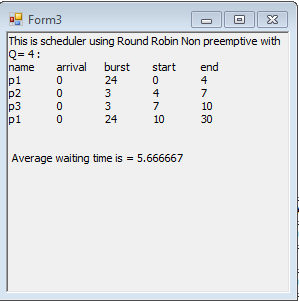 Form3
This is scheduler using Round Robin Non preemptive with
Q= 4 :
name arrival burst start end
p1 0 24 0 4
p2 0 3 4 7
p3 0 3 7 10
p1 0 24 10 30
Average waiting time is = 5.666667